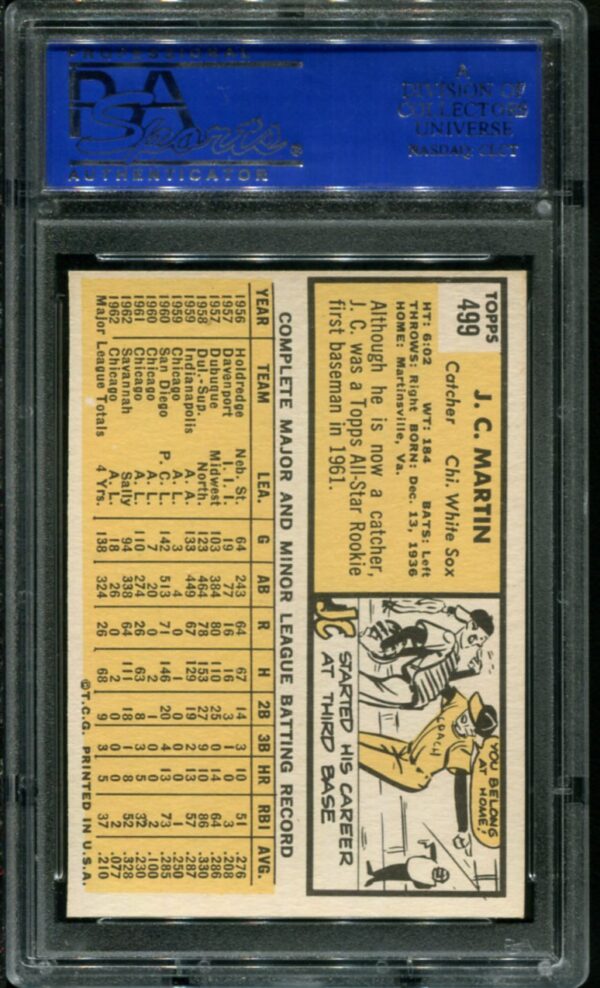 PROFESSIONAL
PSA
Sports®
AUTHENTICATOR
A
DIVISION OF
COLLECTORS
UNIVERSE
NASDAQ: CLCT
TOPPS
499
J. C. MARTIN
Catcher Chi. White Sox
HT: 6:02 WT: 184 BATS: Left
THROWS: Right BORN: Dec. 13, 1936
HOME: Martinsville, Va.
Although he is now a catcher,
J. C. was a Topps All-Star Rookie
first baseman in 1961.
YOU BELONG
AT HOME!
COACH
JC STARTED HIS CAREER
AT THIRD BASE
COMPLETE MAJOR AND MINOR LEAGUE BATTING RECORD
YEAR TEAM LEA. G AB R H 2B 3B HR RBI AVG.
1956 Holdredge Neb. St. 64 243 64 67 14 3 10 51 .276
1957 Davenport I. I. I. 19 77 16 16 3 1 3 .208
1957 Dubuque Midwest 103 384 80 110 25 0 14 64 .286
1958 Dul.-Sup. North. 123 464 78 153 27 9 10 86 .330
1959 Indianapolis A. A. 133 449 67 129 19 2 13 57 .287
1959 Chicago A. L. 3 4 0 1 0 0 0 1 .250
1960 San Diego P. C. L. 142 513 71 146 20 4 13 73 .285
1960 Chicago A. L. 7 20 0 2 1 0 0 2 .100
1961 Chicago A. L. 110 274 26 63 8 3 5 32 .230
1962 Savannah Sally 94 338 64 111 18 1 8 52 .328
1962 Chicago A. L. 18 26 0 2 0 0 0 2 .077
Major League Totals 4 Yrs. 138 324 26 68 9 3 5 37 .210
©T.C.G. PRINTED IN U.S.A.